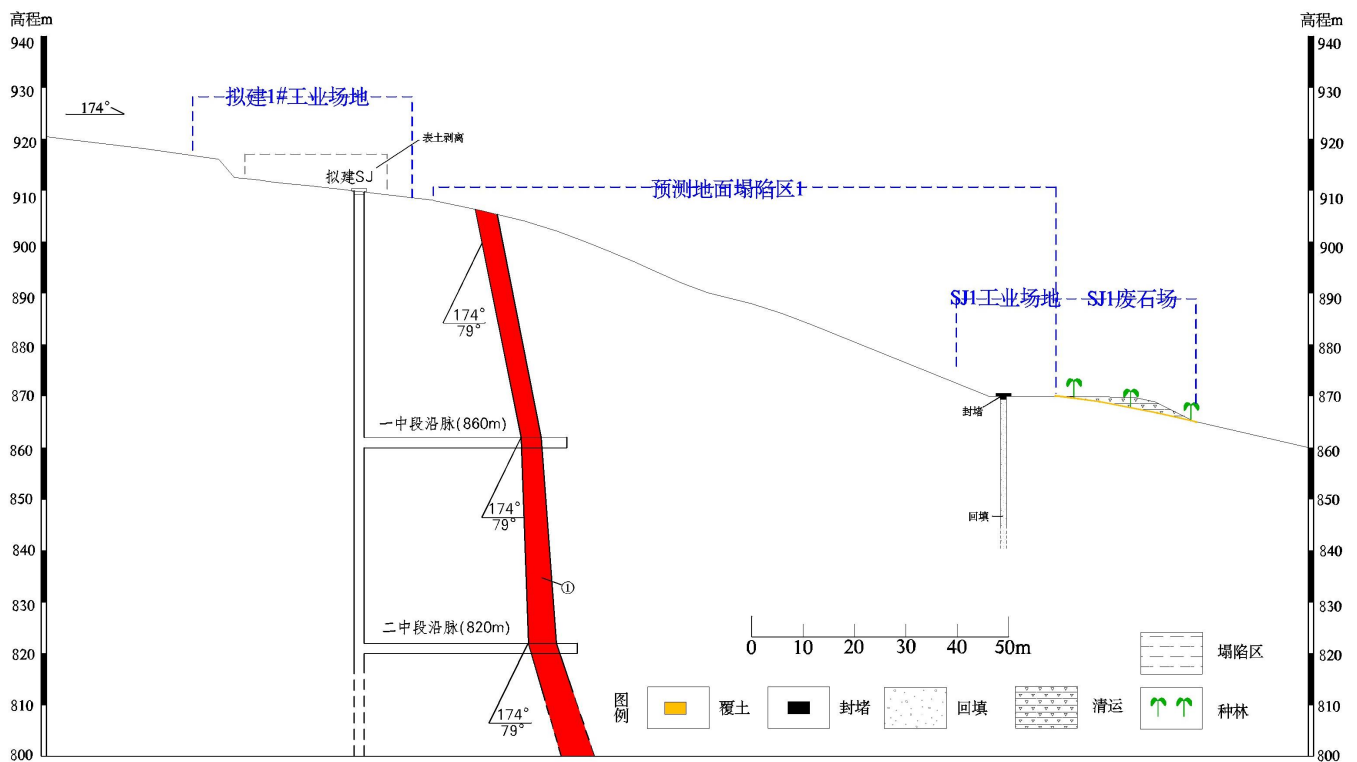 高程m
高程m
940
940
930
930
拟建1#工业场地
174°
表土剥离
920
920
拟建SJ
预测地面塌陷区1
910
910
900
900
SJ1工业场地
SJ1废石场
890
890
174°
79°
880
880
870
870
封堵
一中段沿脉(860m)
860
860
850
850
174°
79°
回填
840
840
①
830
830
二中段沿脉(820m)
0 10 20 30 40 50m
820
820
塌陷区
174°
79°
810
810
图例
覆土
封堵
回填
清运
种林
800
800